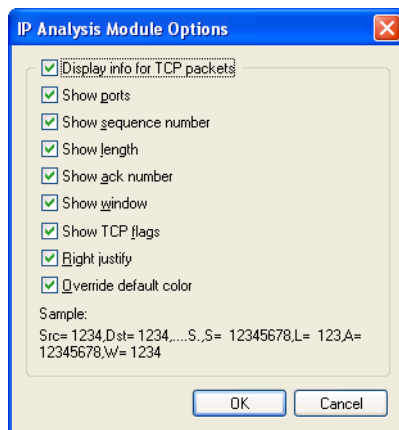 IP Analysis Module Options
Display info for TCP packets
Show ports
Show sequence number
Show length
Show ack number
Show window
Show TCP flags
Right justify
Override default color
Sample:
Src= 1234,Dst= 1234,....S.,S= 12345678,L= 123,A=
12345678,W= 1234
OK
Cancel